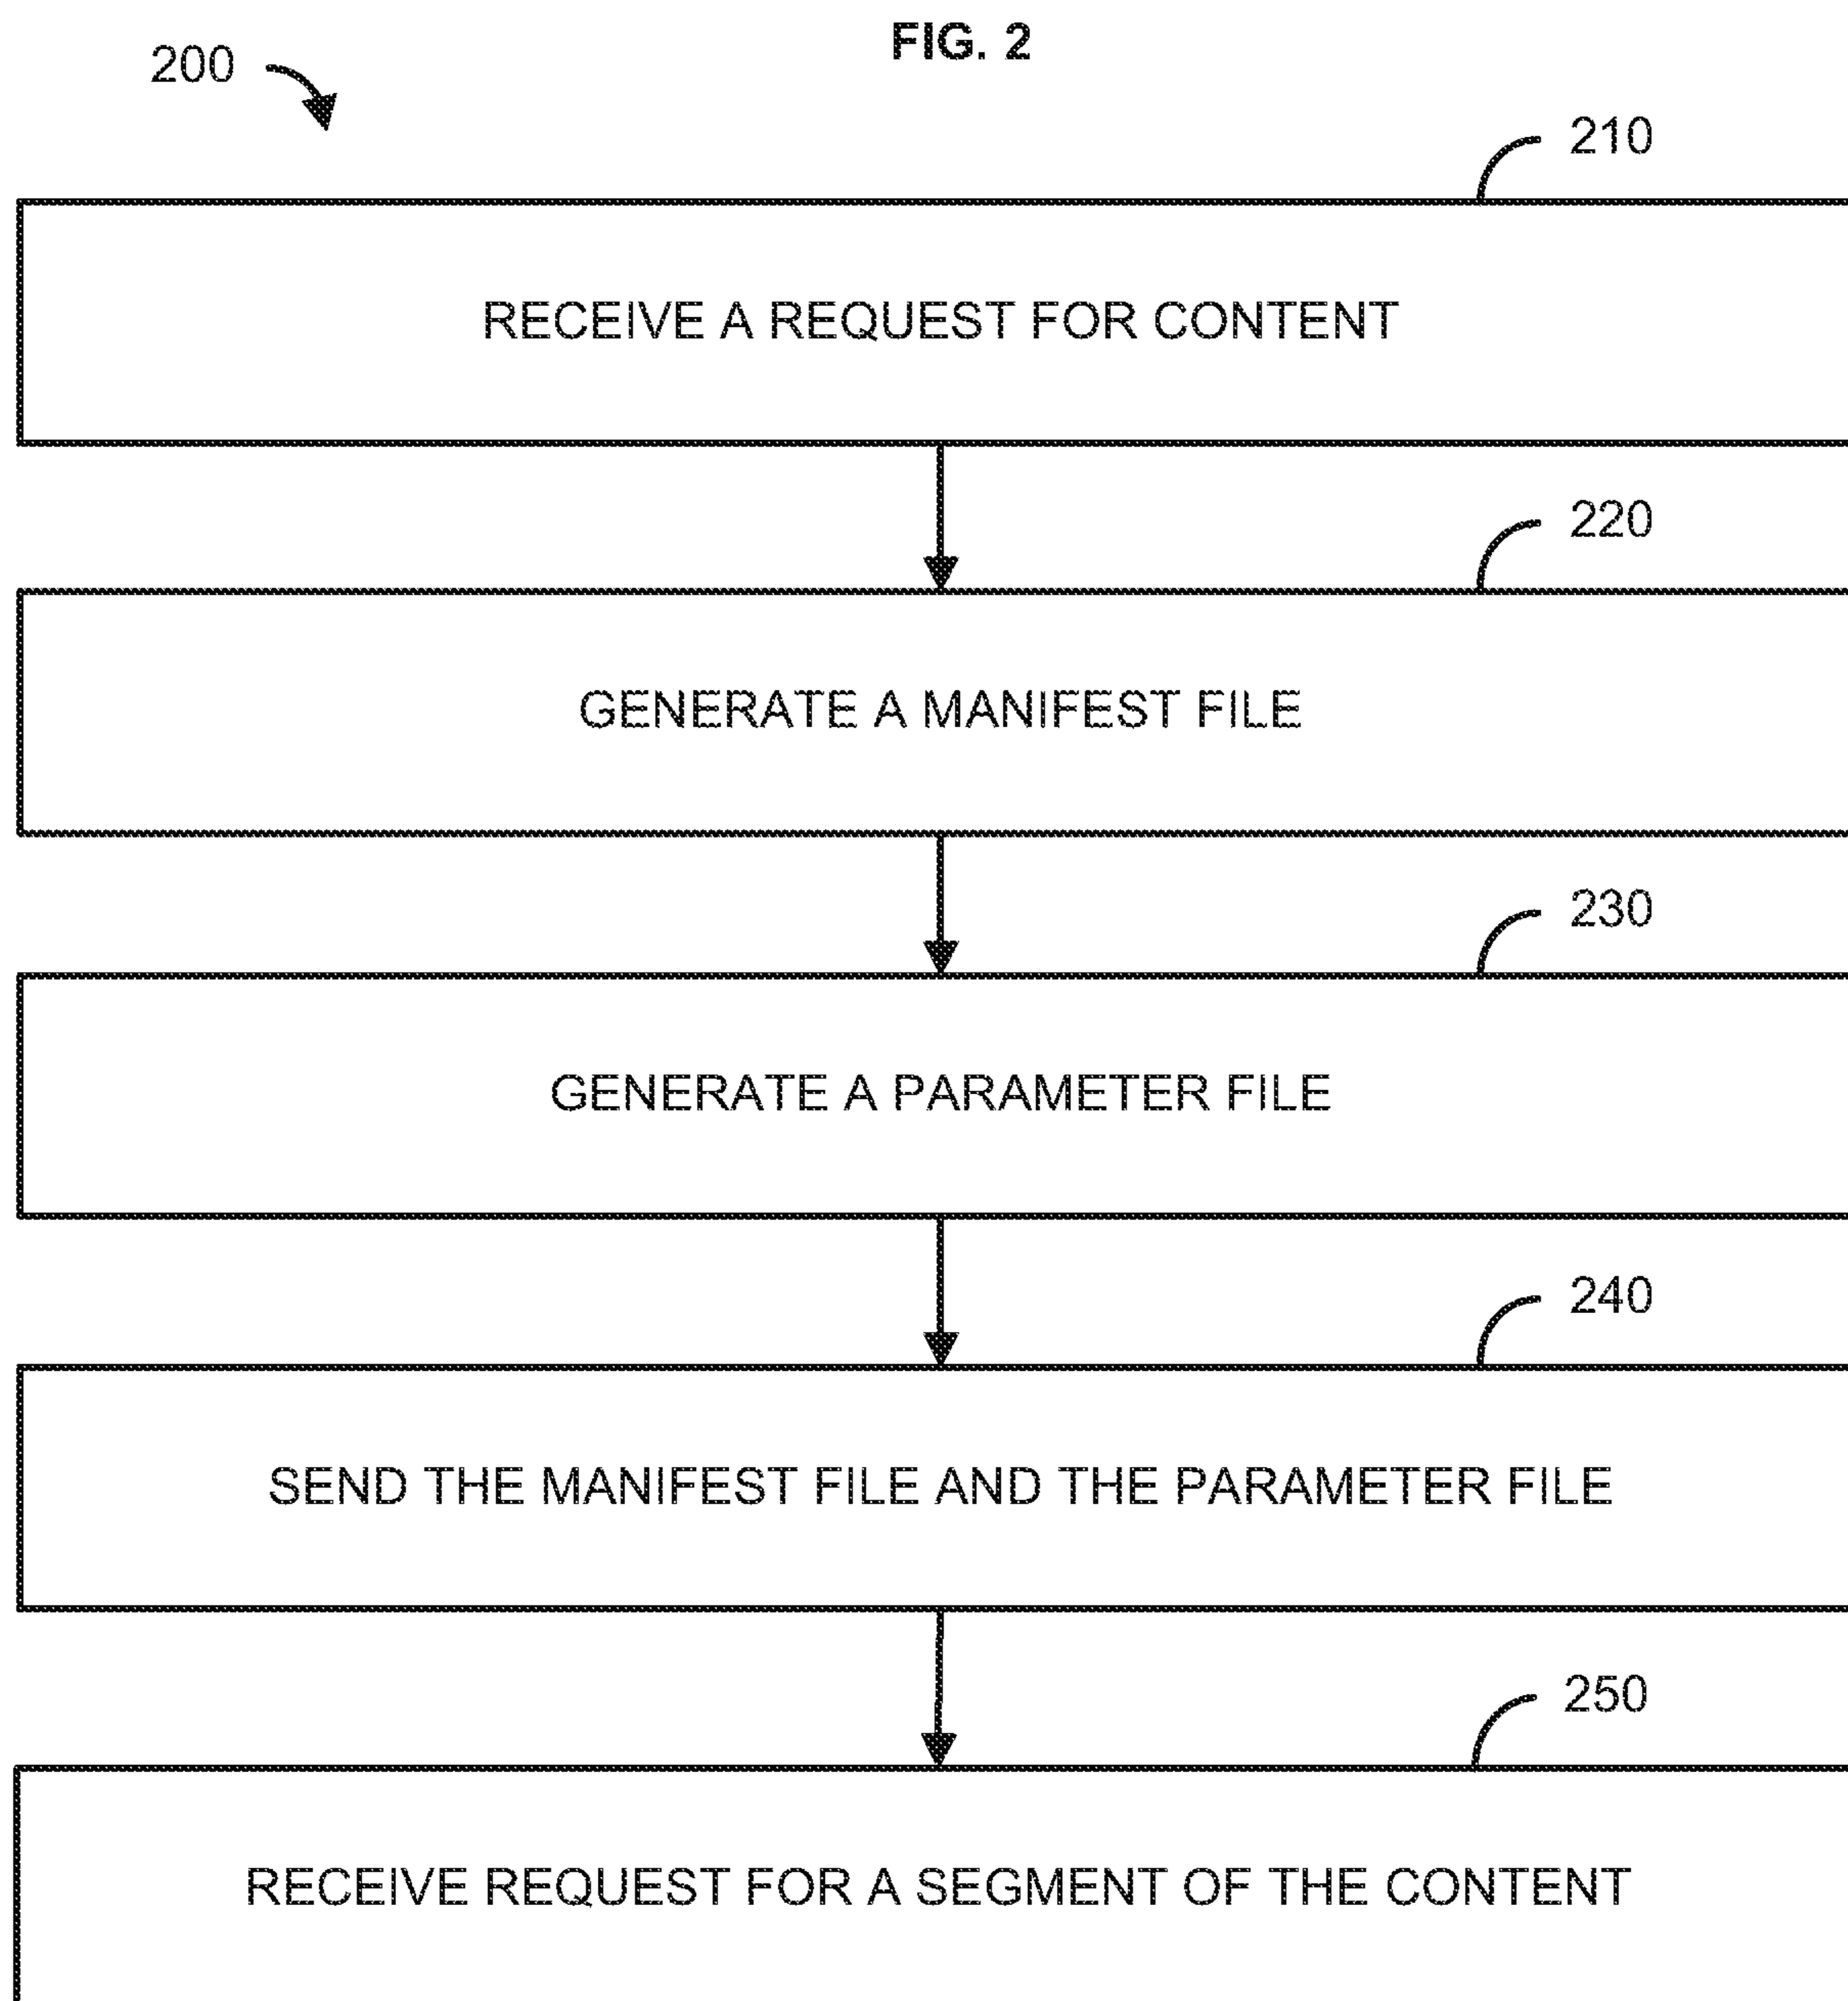 FIG. 2
200
210
RECEIVE A REQUEST FOR CONTENT
220
GENERATE A MANIFEST FILE
230
GENERATE A PARAMETER FILE
240
SEND THE MANIFEST FILE AND THE PARAMETER FILE
250
RECEIVE REQUEST FOR A SEGMENT OF THE CONTENT